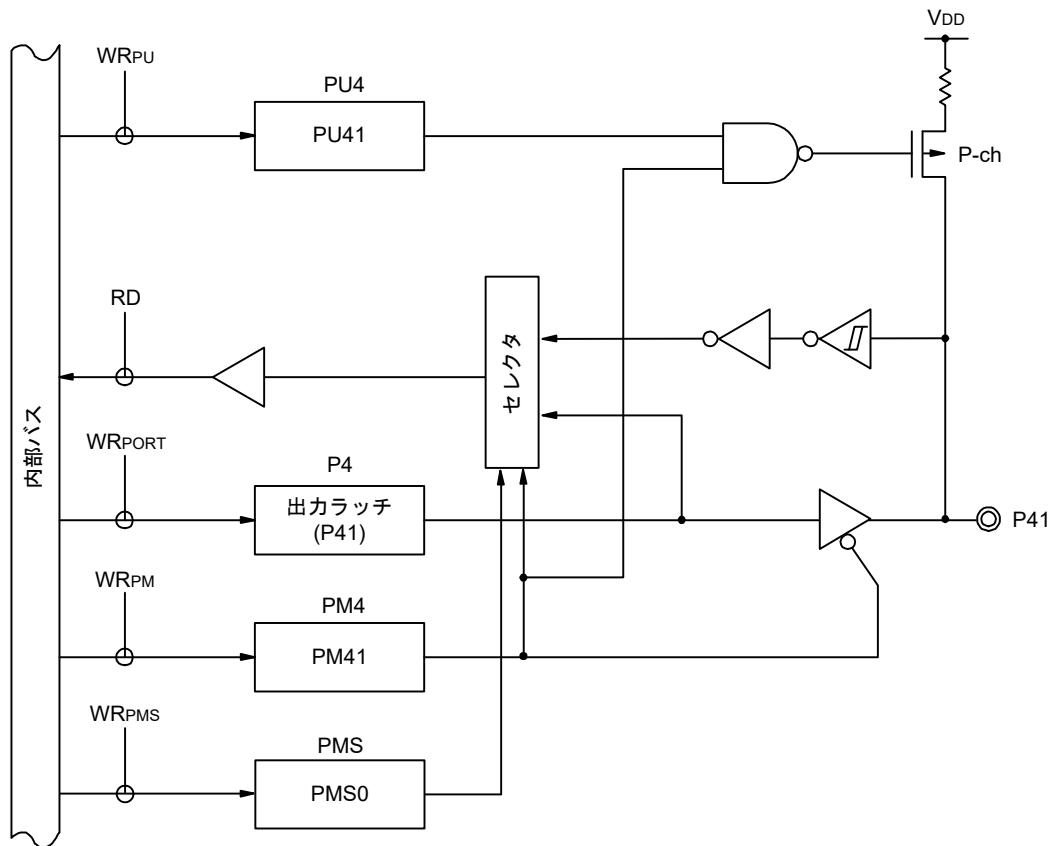 VDD
WRPU
PU4
PU41
P-ch
RD
セレクタ
内部バス
WRPORT
P4
出力ラッチ
(P41)
P41
WRPM
PM4
PM41
WRPMS
PMS
PMS0